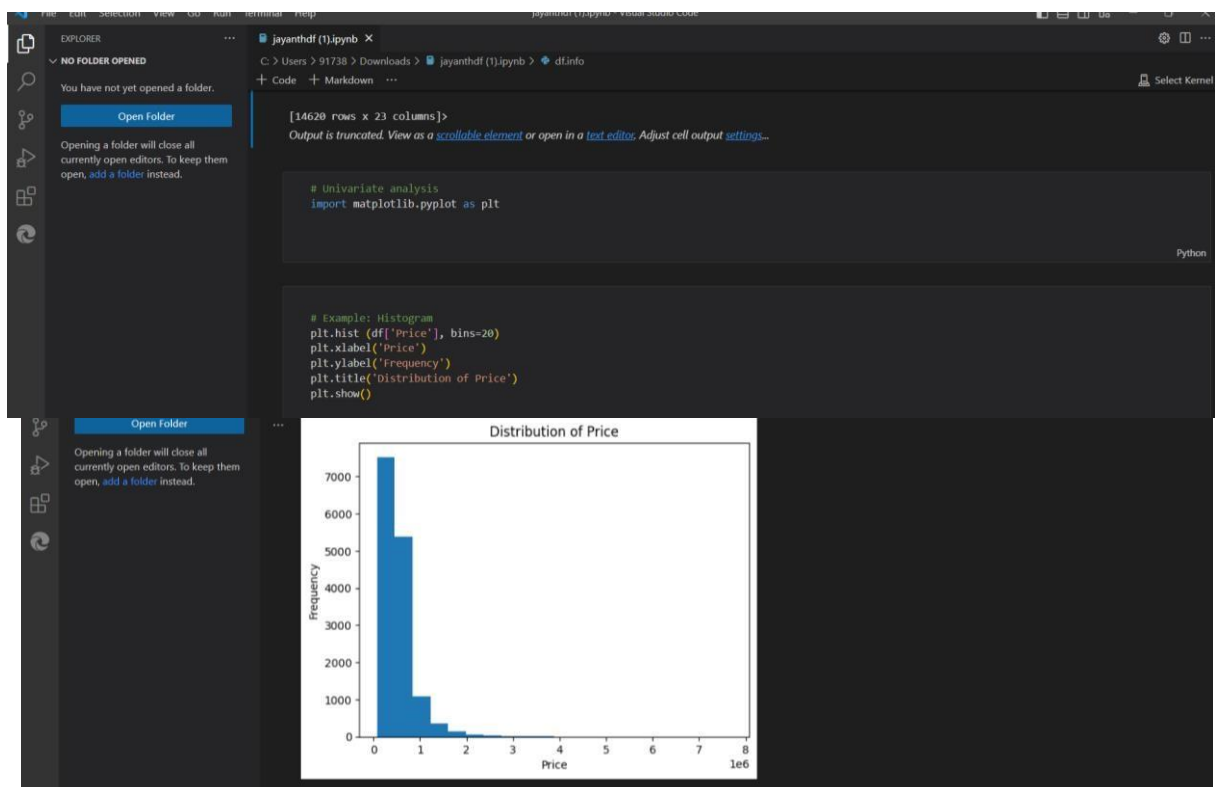 File Edit Selection View Go Run Terminal Help
jayanthdf (1).ipynb - Visual Studio Code
EXPLORER ...
NO FOLDER OPENED
You have not yet opened a folder.
Open Folder
Opening a folder will close all
currently open editors. To keep them
open, add a folder instead.
jayanthdf (1).ipynb
C: > Users > 91738 > Downloads > jayanthdf (1).ipynb > df.info
+ Code + Markdown ...
Select Kernel
[14620 rows x 23 columns]>
Output is truncated. View as a scrollable element or open in a text editor. Adjust cell output settings...
# Univariate analysis
import matplotlib.pyplot as plt
Python
# Example: Histogram
plt.hist (df['Price'], bins=20)
plt.xlabel('Price')
plt.ylabel('Frequency')
plt.title('Distribution of Price')
plt.show()
Open Folder
Opening a folder will close all
currently open editors. To keep them
open, add a folder instead.
...
Distribution of Price
7000
6000
5000
4000
3000
2000
1000
0
Frequency
0 1 2 3 4 5 6 7 8
1e6
Price